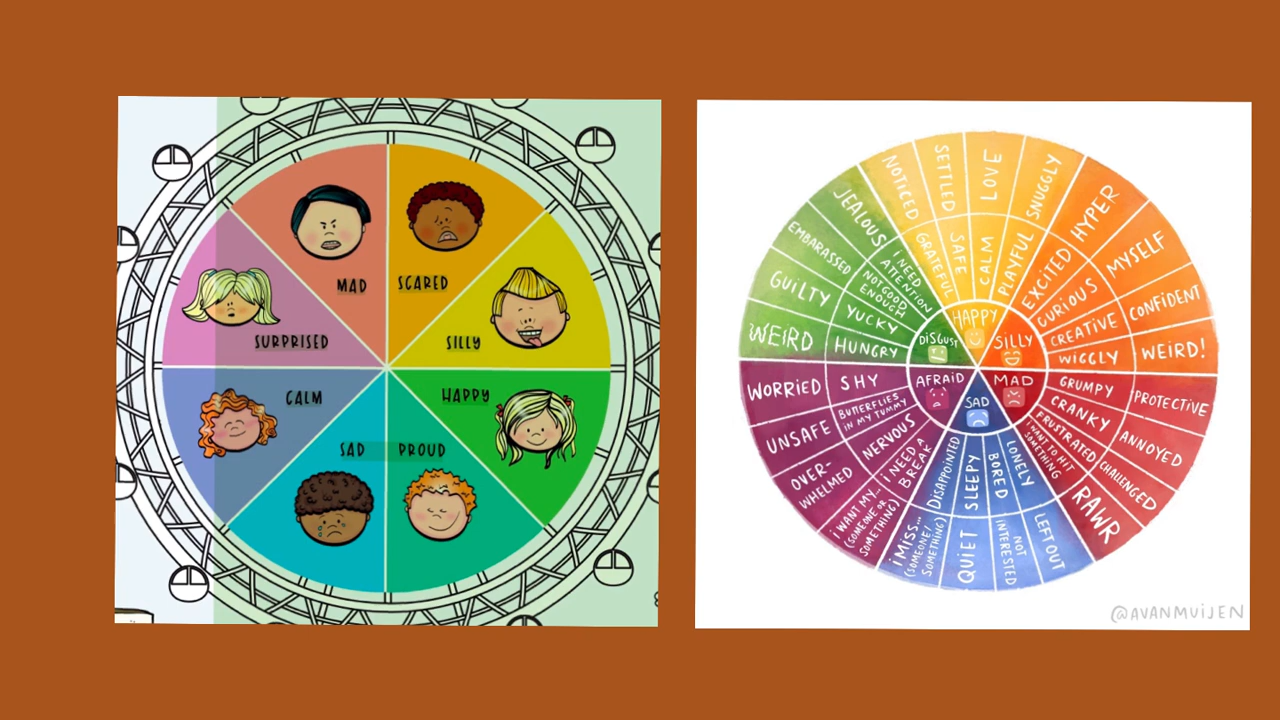 MAD
SCARED
SURPRISED
SILLY
CALM
HAPPY
SAD
PROUD
NOTICED
SETTLED
LOVE
SNUGGLY
GRATEFUL
SAFE
CALM
PLAYFUL
HAPPY
HYPER
MYSELF
CONFIDENT
WEIRD!
EXCITED
CURIOUS
CREATIVE
WIGGLY
SILLY
MAD
GRUMPY
CRANKY
FRUSTRATED
I WANT TO HIT
SOMETHING
PROTECTIVE
ANNOYED
CHALLENGED
RAWR
SAD
LONELY
BORED
SLEEPY
DISAPPOINTED
LEFT OUT
NOT
INTERESTED
QUIET
I MISS...
(SOMEONE/
SOMETHING)
AFRAID
SHY
BUTERFLIES
IN MY TUMMY
NERVOUS
I NEED A
BREAK
WORRIED
UNSAFE
OVER-
WHELMED
I WANT MY...
(SOMEONE OR
SOMETHING)
DISGUST
HUNGRY
YUCKY
NOT GOOD
ENOUGH
I NEED
ATTENTION
WEIRD
GUILTY
EMBARASSED
JEALOUS
@AVANMUIJEN